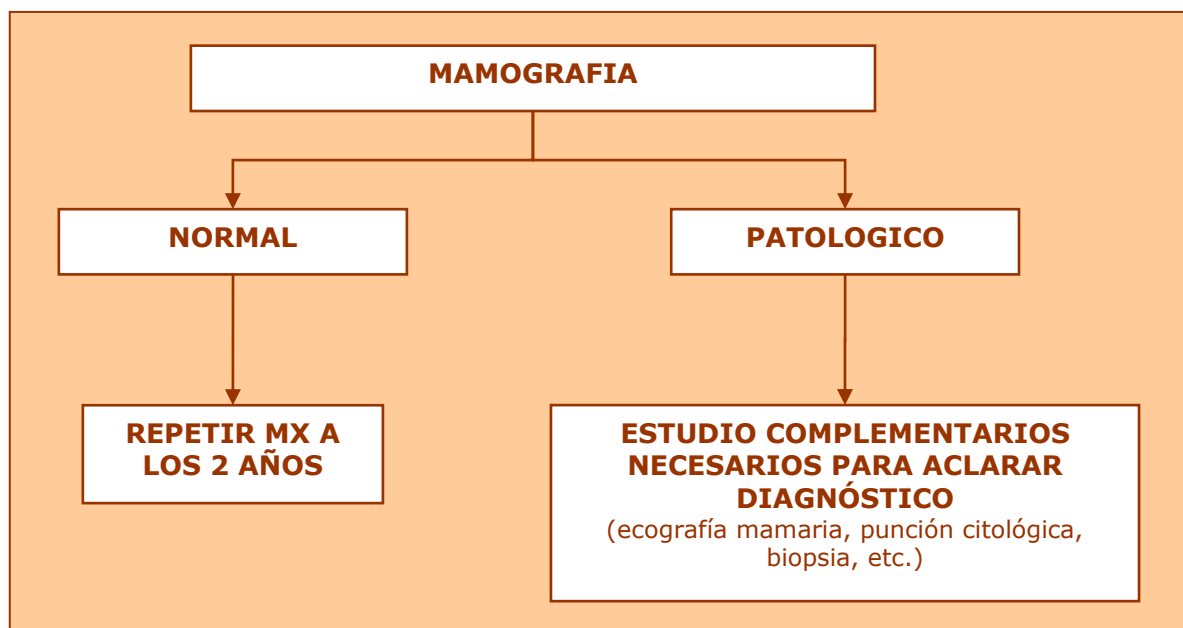 MAMOGRAFIA
NORMAL
PATOLOGICO
REPETIR MX A
LOS 2 AÑOS
ESTUDIO COMPLEMENTARIOS
NECESARIOS PARA ACLARAR
DIAGNÓSTICO
(ecografía mamaria, punción citológica,
biopsia, etc.)